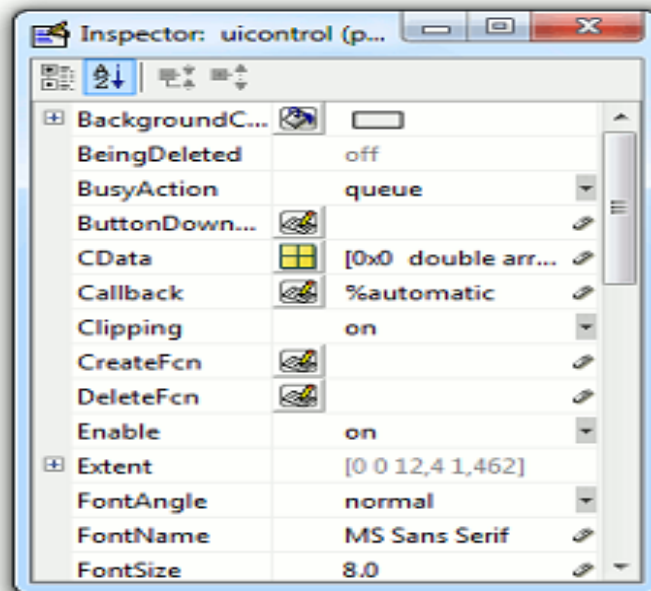 Inspector: uicontrol (p...
BackgroundC...
BeingDeleted off
BusyAction queue
ButtonDown...
CData [0x0 double arr...
Callback %automatic
Clipping on
CreateFcn
DeleteFcn
Enable on
Extent [0 0 12,4 1,462]
FontAngle normal
FontName MS Sans Serif
FontSize 8.0